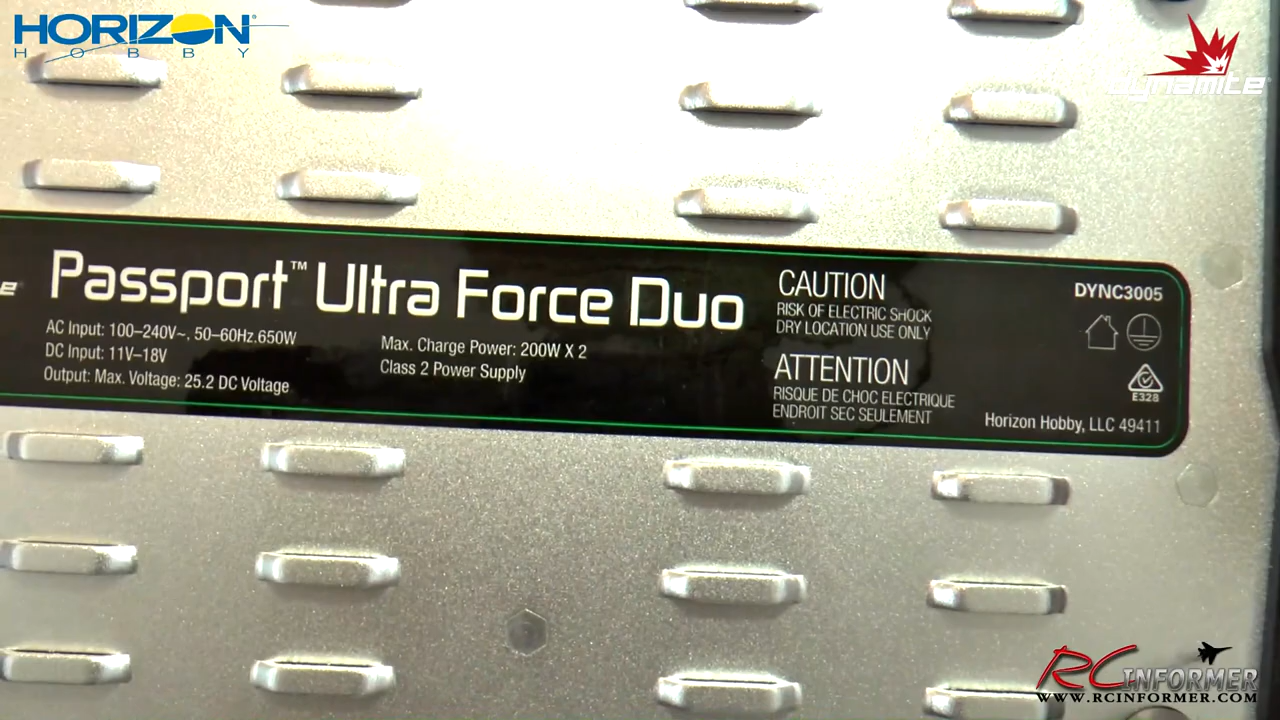 HORIZON
HOBBY
dynamite
Passport™ Ultra Force Duo
AC Input: 100–240V~, 50–60Hz.650W
DC Input: 11V–18V
Output: Max. Voltage: 25.2 DC Voltage
Max. Charge Power: 200W X 2
Class 2 Power Supply
CAUTION
RISK OF ELECTRIC SHOCK
DRY LOCATION USE ONLY
ATTENTION
RISQUE DE CHOC ELECTRIQUE
ENDROIT SEC SEULEMENT
DYNC3005
E328
Horizon Hobby, LLC 49411
RC INFORMER
WWW.RCINFORMER.COM